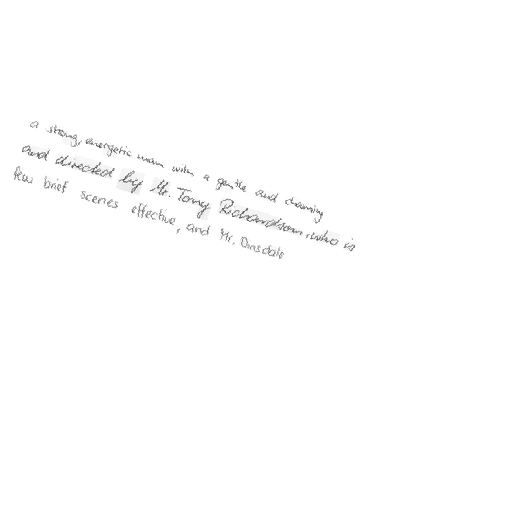 a strong, energetic man with a gentle and charming
and directed by Mr. Tony Richardson, who is
few brief scenes effective, and Mr. Dinsdale